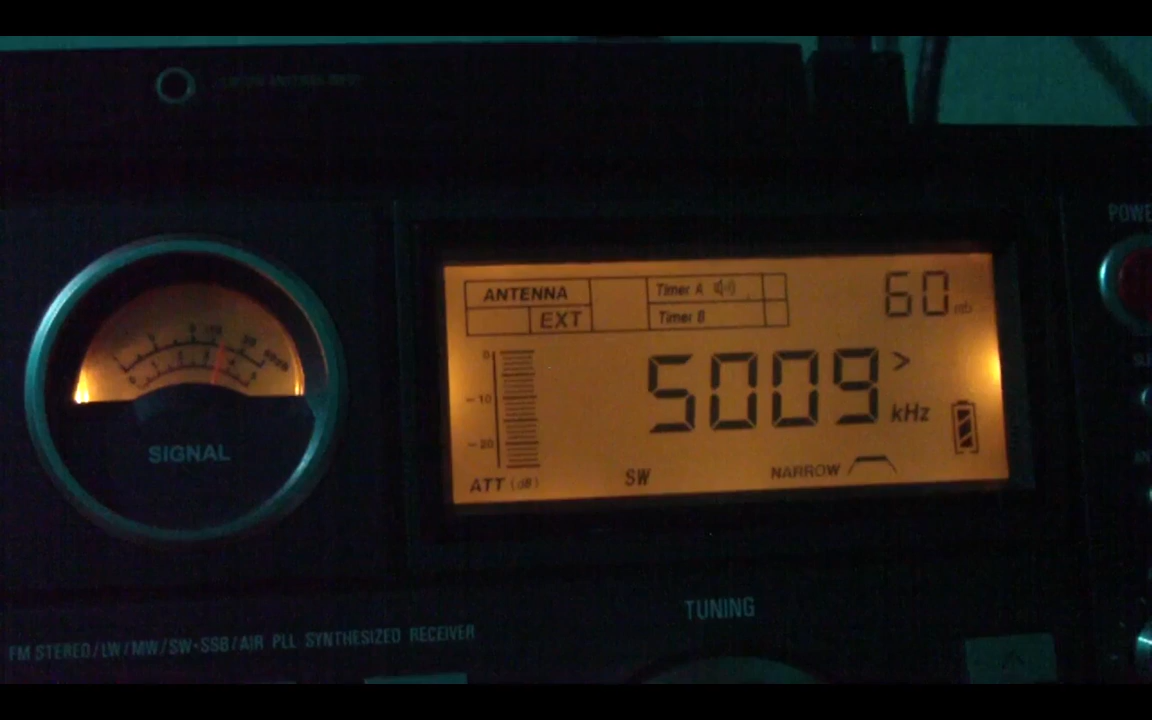 POWE
ANTENNA
EXT
Timer A
Timer B
60 mb
0
-10
-20
5009 >
kHz
ATT (dB)
SW
NARROW
SIGNAL
TUNING
FM STEREO/LW/MW/SW·SSB/AIR PLL SYNTHESIZED RECEIVER